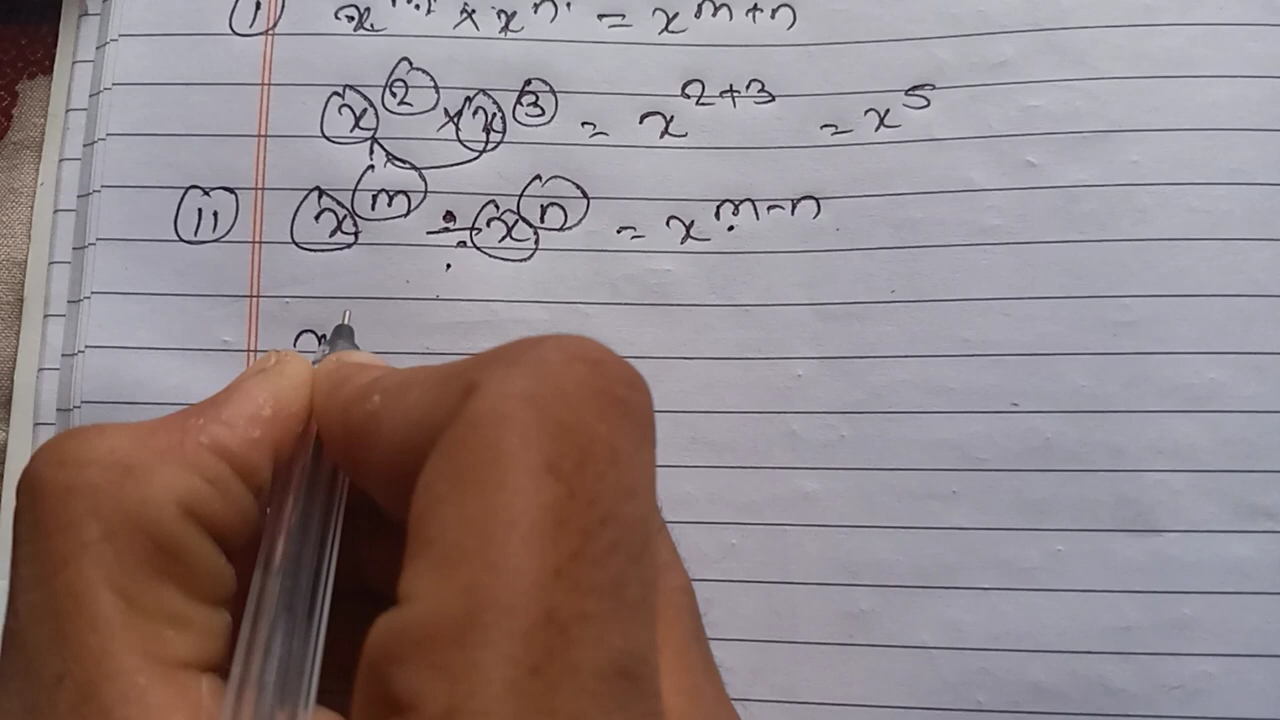 (i) x^m × x^n = x^m+n
x^2 × x^3 = x^2+3 = x^5
(ii) x^m ÷ x^n = x^m-n